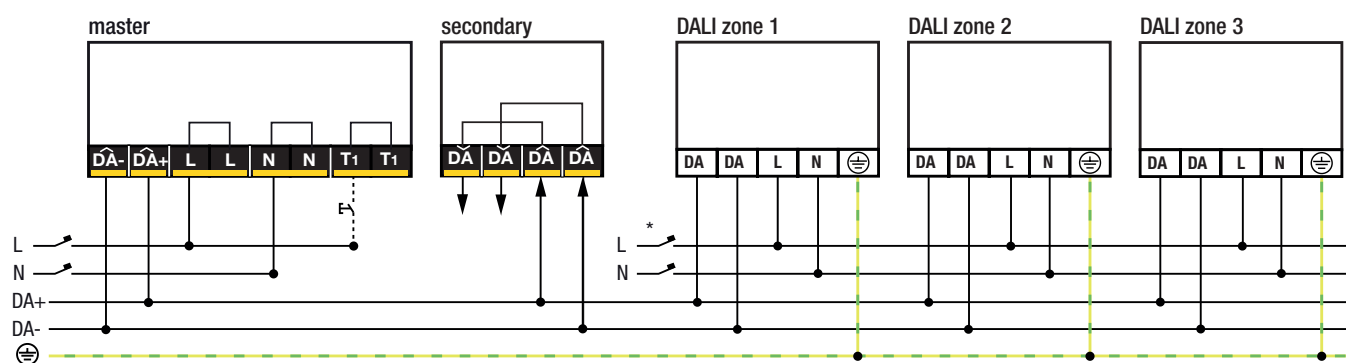 master
secondary
DALI zone 1
DALI zone 2
DALI zone 3
DA- DA+ L L N N T1 T1
DA DA DA DA
DA DA L N
DA DA L N
DA DA L N
*
L
L
N
N
DA+
DA-